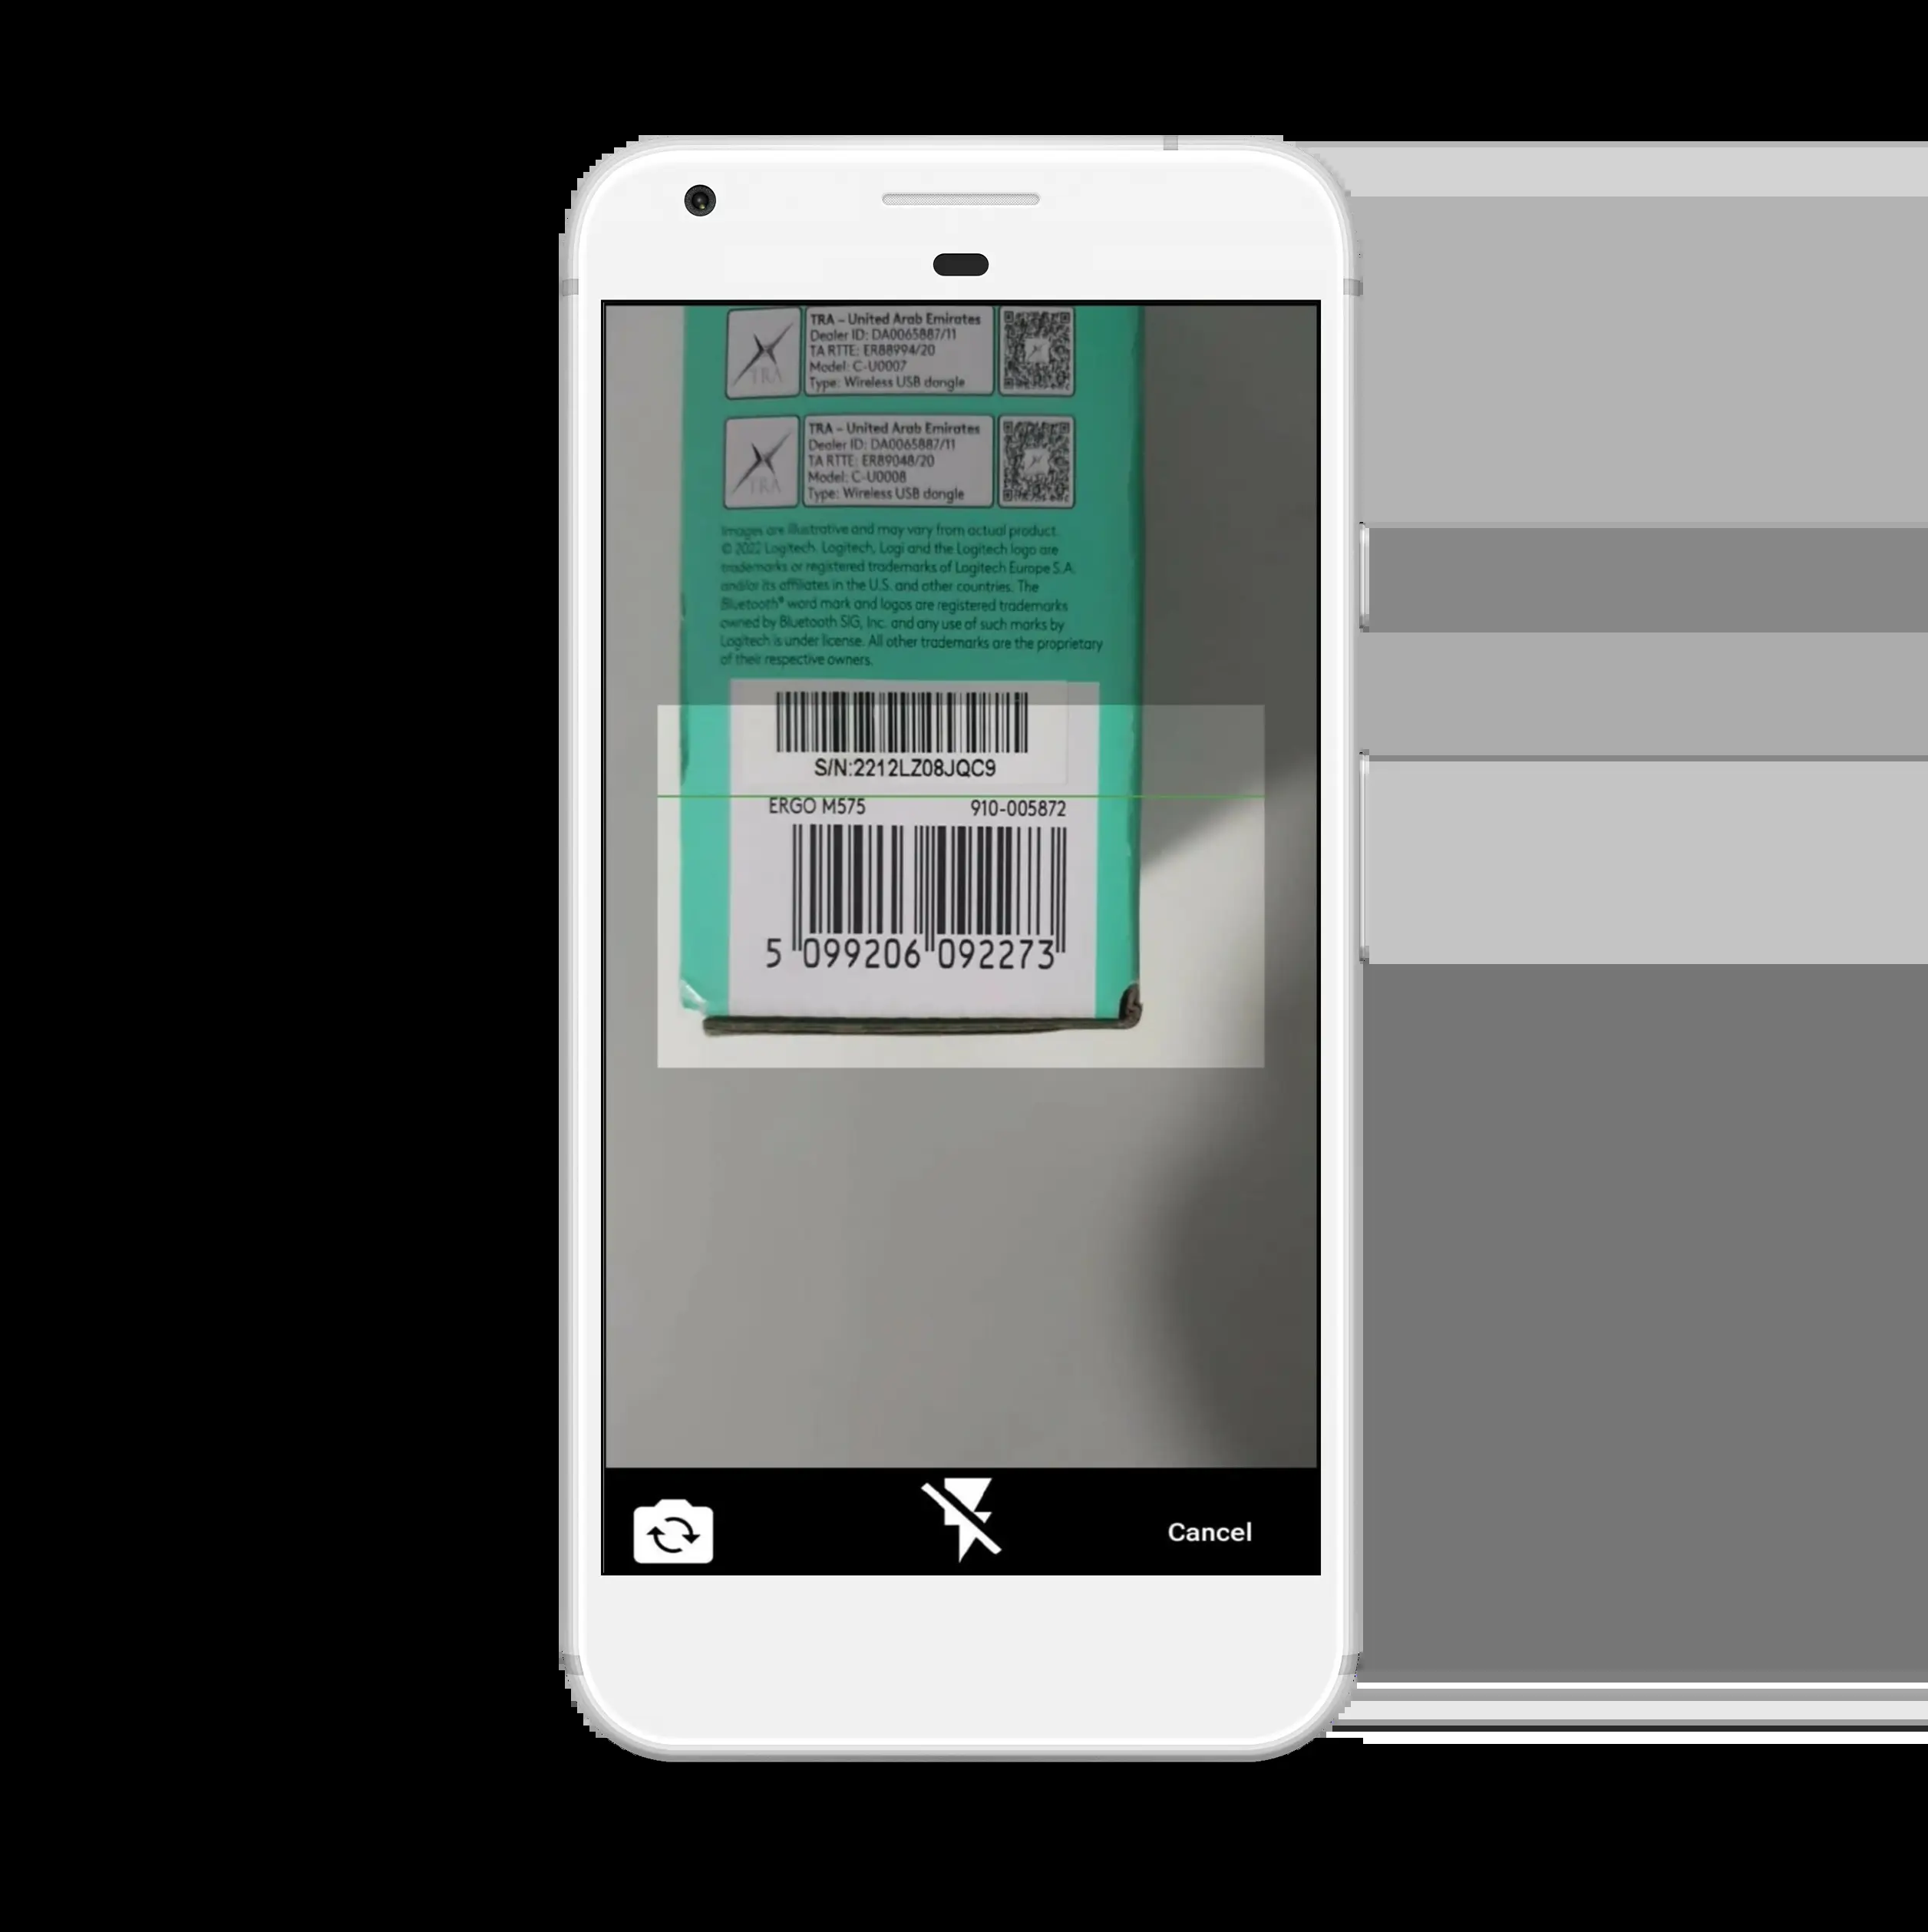 TRA – United Arab Emirates
Dealer ID: DA0065887/11
TA RTTE: ER88994/20
Model: C-U0007
Type: Wireless USB dongle
TRA
TRA – United Arab Emirates
Dealer ID: DA0065887/11
TA RTTE: ER89048/20
Model: C-U0008
Type: Wireless USB dongle
TRA
Images are illustrative and may vary from actual product.
© 2022 Logitech. Logitech, Logi and the Logitech logo are
trademarks or registered trademarks of Logitech Europe S.A.
and/or its affiliates in the U.S. and other countries. The
Bluetooth® word mark and logos are registered trademarks
owned by Bluetooth SIG, Inc. and any use of such marks by
Logitech is under license. All other trademarks are the proprietary
of their respective owners.
S/N:2212LZ08JQC9
ERGO M575 910-005872
5 099206 092273
Cancel